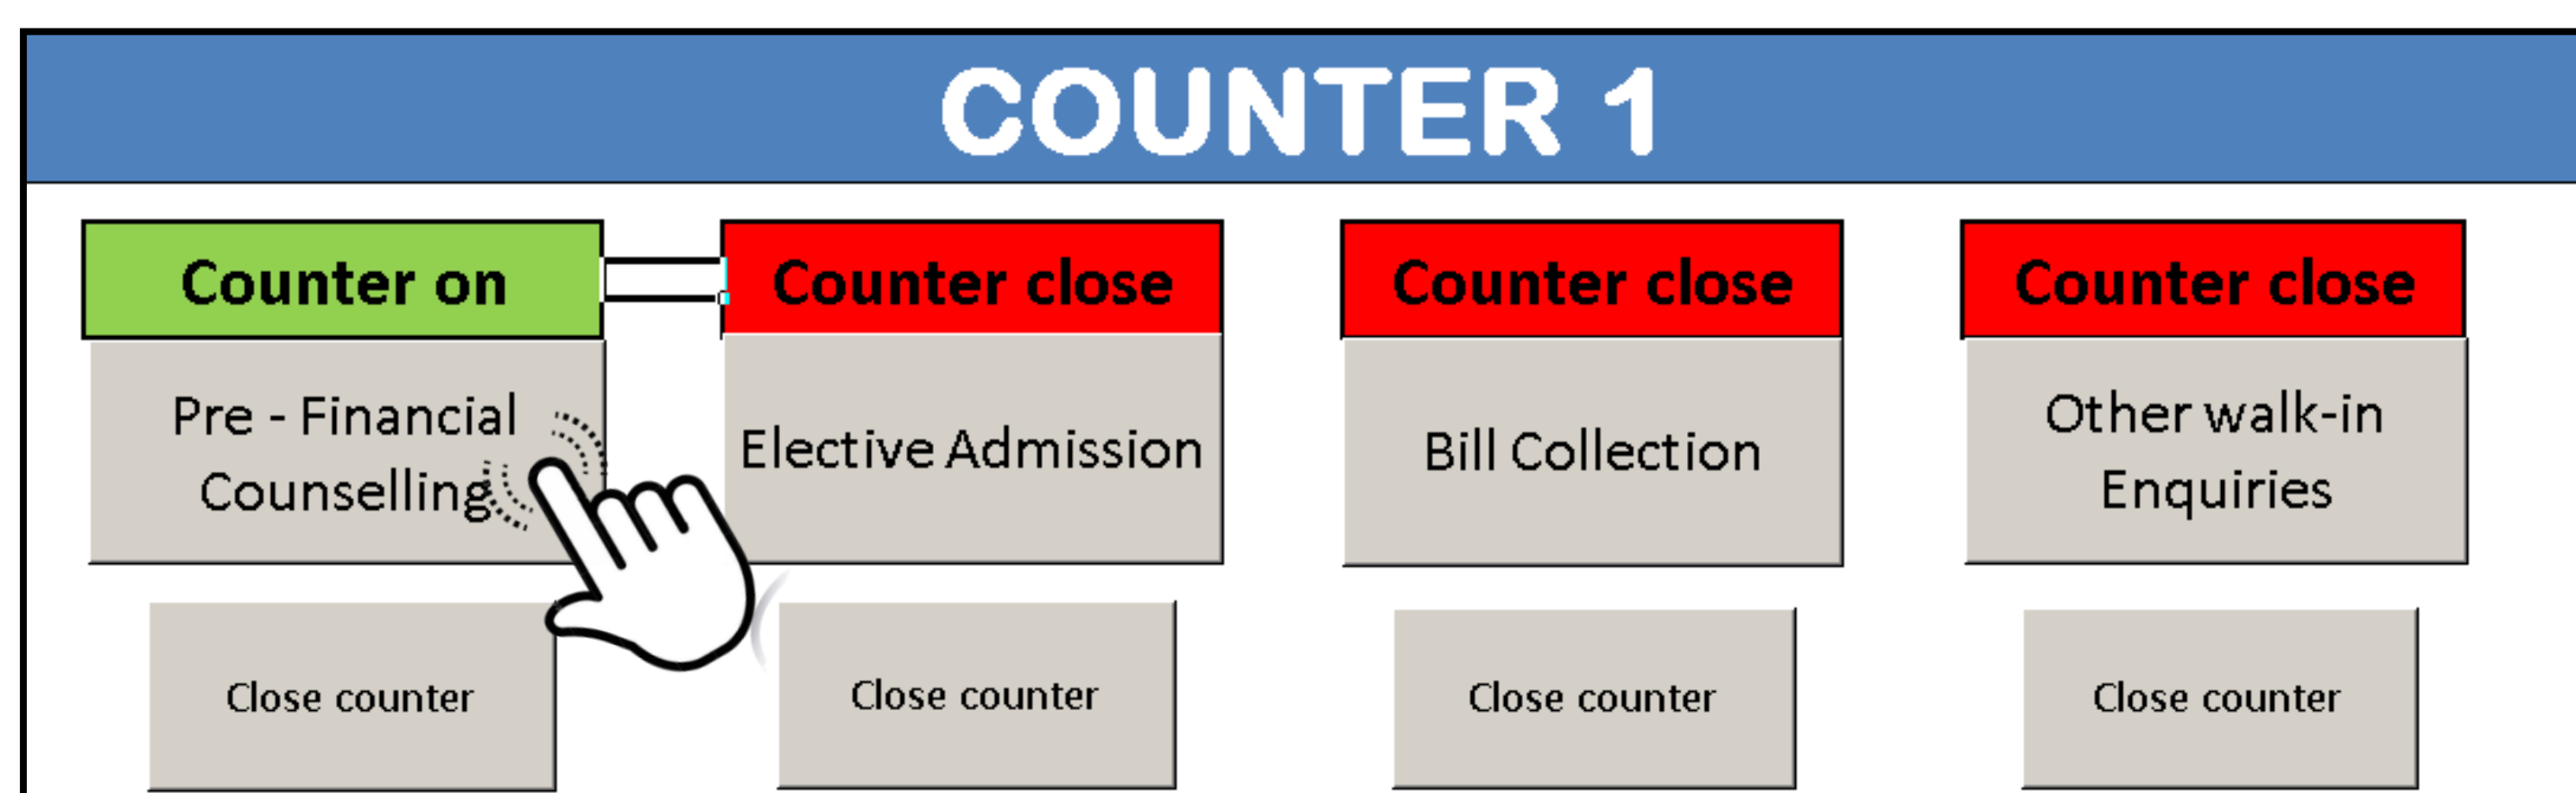 COUNTER 1
Counter on
Counter close
Counter close
Counter close
Pre - Financial
Counselling
Elective Admission
Bill Collection
Other walk-in
Enquiries
Close counter
Close counter
Close counter
Close counter